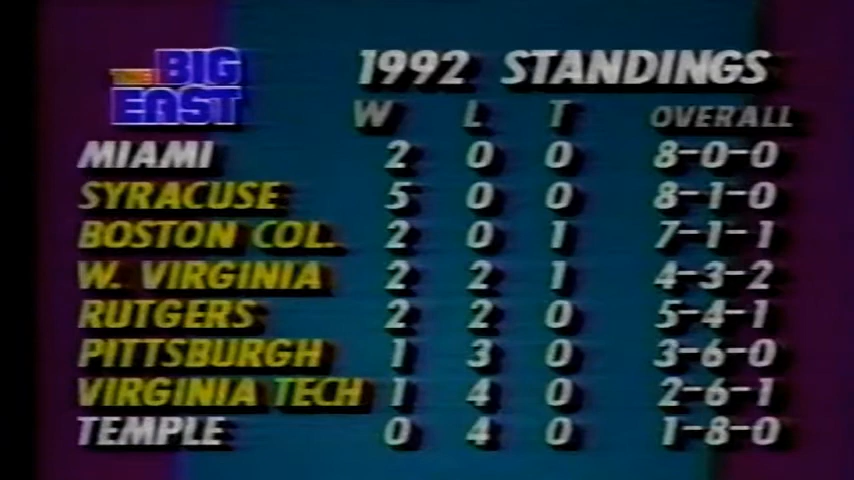 THE BIG EAST
1992 STANDINGS
W L T OVERALL
MIAMI 2 0 0 8-0-0
SYRACUSE 5 0 0 8-1-0
BOSTON COL. 2 0 1 7-1-1
W. VIRGINIA 2 2 1 4-3-2
RUTGERS 2 2 0 5-4-1
PITTSBURGH 1 3 0 3-6-0
VIRGINIA TECH 1 4 0 2-6-1
TEMPLE 0 4 0 1-8-0